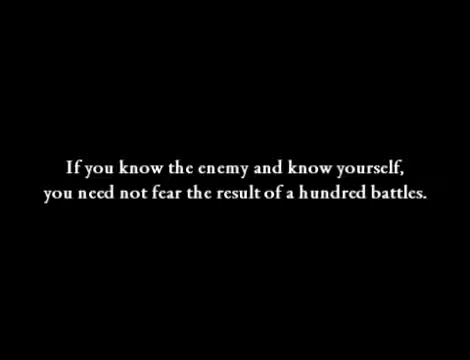 If you know the enemy and know yourself,
you need not fear the result of a hundred battles.